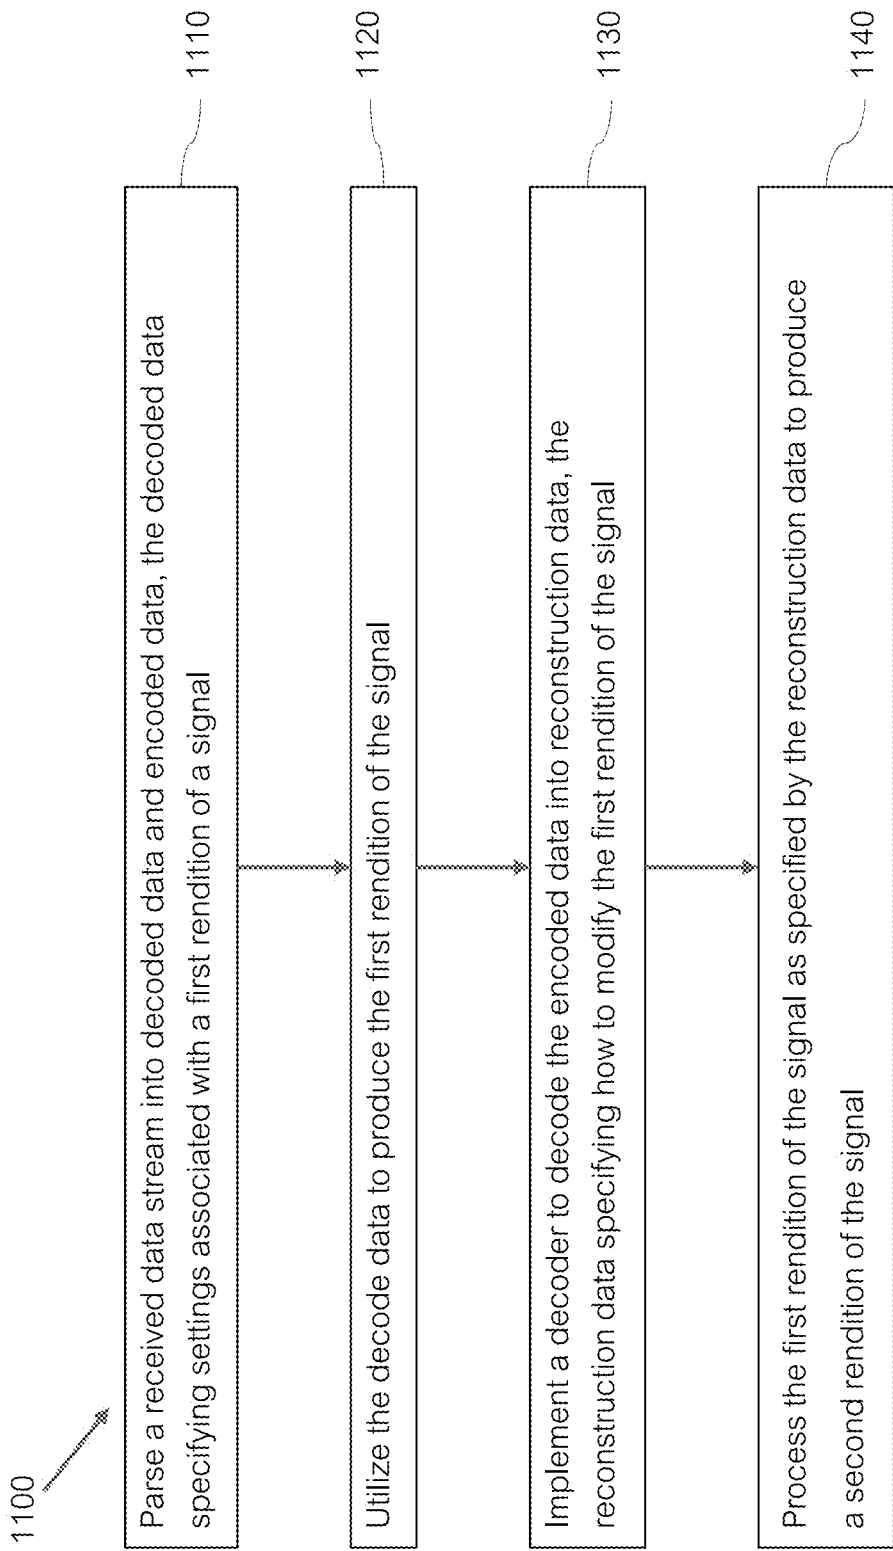 1100
Parse a received data stream into decoded data and encoded data, the decoded data
specifying settings associated with a first rendition of a signal
1110
Utilize the decode data to produce the first rendition of the signal
1120
Implement a decoder to decode the encoded data into reconstruction data, the
reconstruction data specifying how to modify the first rendition of the signal
1130
Process the first rendition of the signal as specified by the reconstruction data to produce
a second rendition of the signal
1140